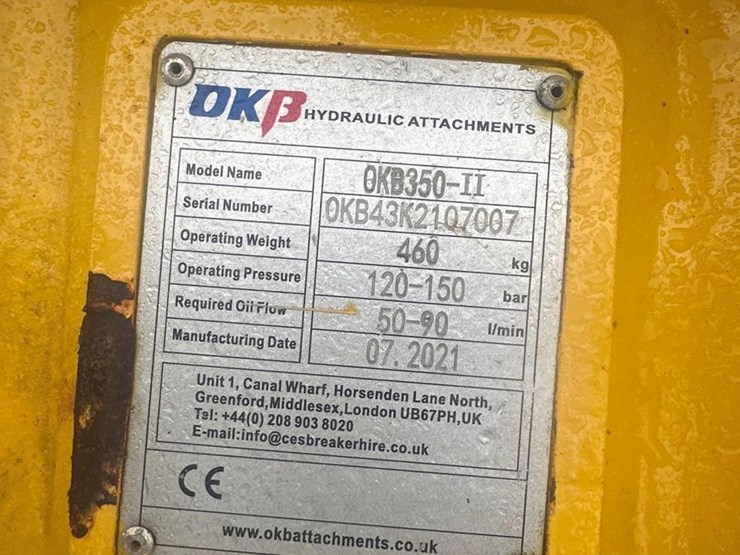 OKB HYDRAULIC ATTACHMENTS
Model Name OKB350-II
Serial Number OKB43K2107007
Operating Weight 460 kg
Operating Pressure 120-150 bar
Required Oil Flow 50-90 l/min
Manufacturing Date 07. 2021
Unit 1, Canal Wharf, Horsenden Lane North,
Greenford,Middlesex,London UB67PH,UK
Tel: +44(0) 208 903 8020
E-mail:info@cesbreakerhire.co.uk
CE
www.okbattachments.co.uk